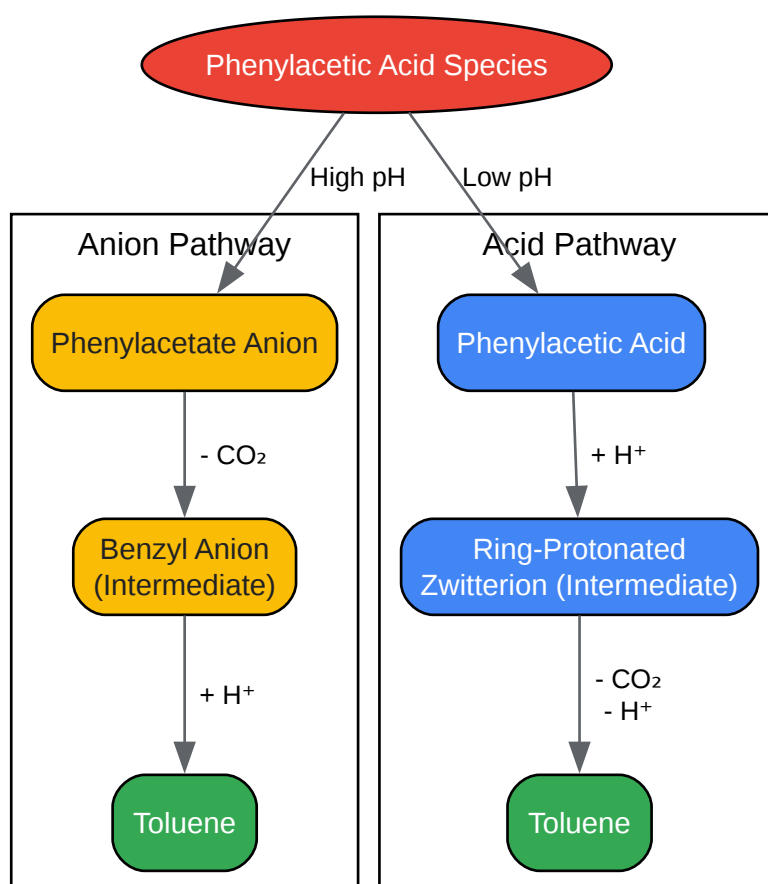 Phenylacetic Acid Species
High pH
Low pH
Anion Pathway
Acid Pathway
Phenylacetate Anion
Phenylacetic Acid
- CO₂
+ H⁺
Benzyl Anion
(Intermediate)
Ring-Protonated
Zwitterion (Intermediate)
+ H⁺
- CO₂
- H⁺
Toluene
Toluene